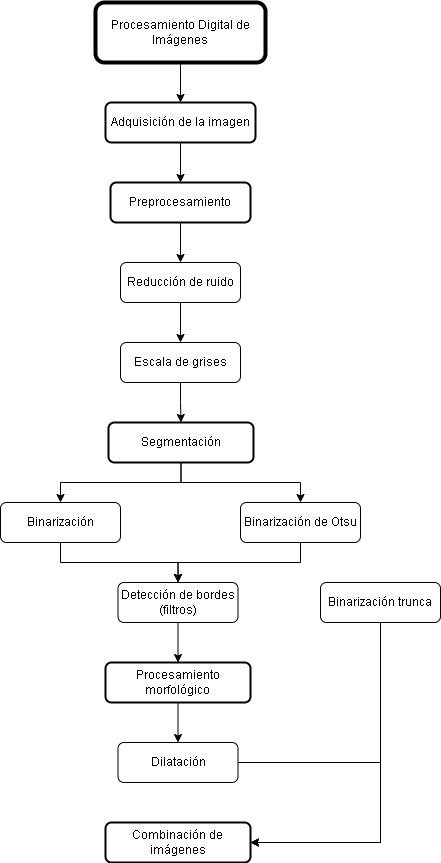 Procesamiento Digital de
Imágenes
Adquisición de la imagen
Preprocesamiento
Reducción de ruido
Escala de grises
Segmentación
Binarización
Binarización de Otsu
Detección de bordes
(filtros)
Binarización trunca
Procesamiento
morfológico
Dilatación
Combinación de
imágenes